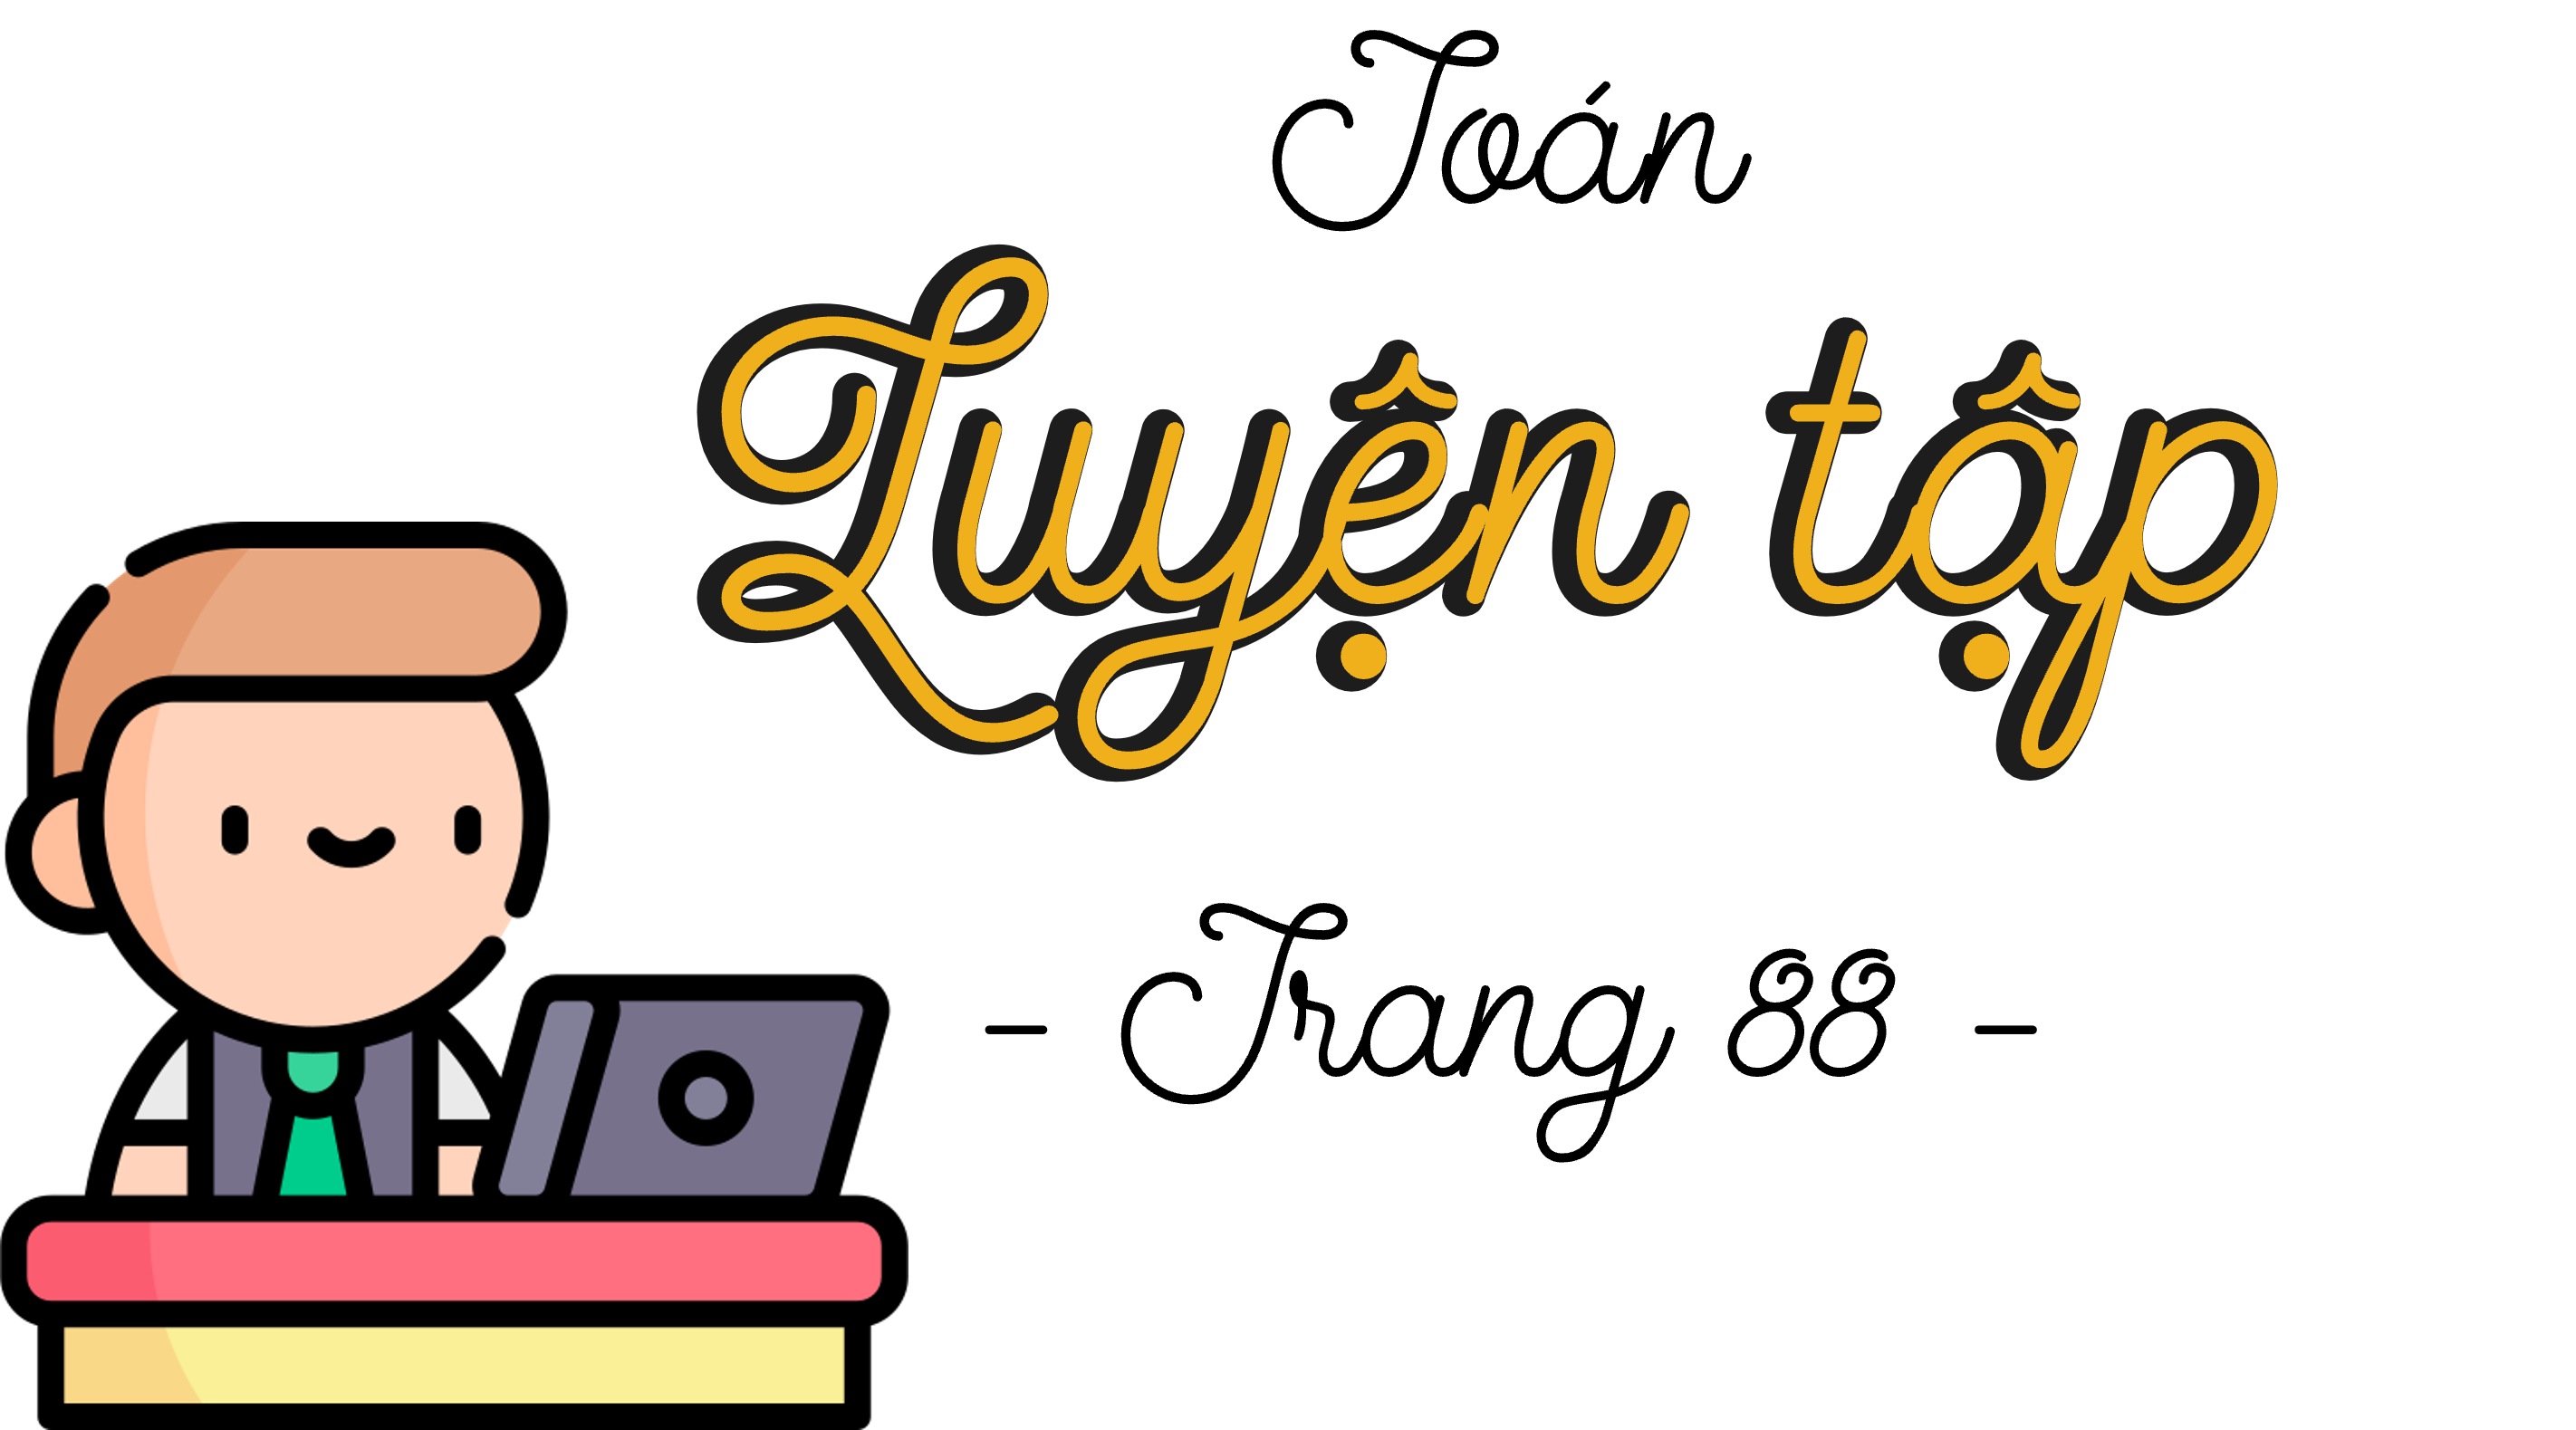 Toán
Luyện tập
- Trang 88 -